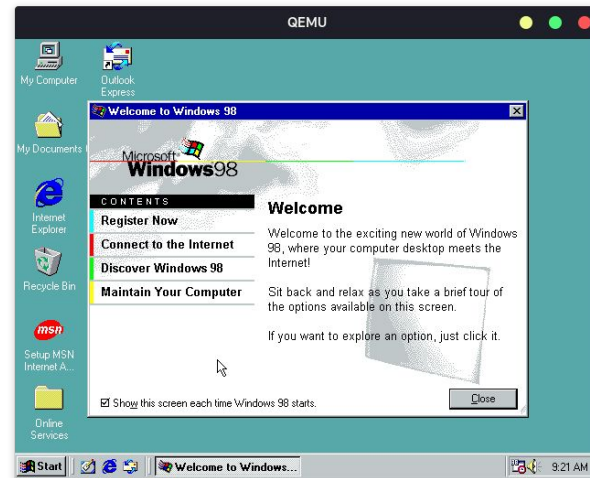 QEMU
My Computer
Outlook
Express
My Documents
Internet
Explorer
Recycle Bin
msn
Setup MSN
Internet A...
Online
Services
Welcome to Windows 98
Microsoft
Windows98
CONTENTS
Register Now
Connect to the Internet
Discover Windows 98
Maintain Your Computer
Welcome
Welcome to the exciting new world of Windows
98, where your computer desktop meets the
Internet!
Sit back and relax as you take a brief tour of
the options available on this screen.
If you want to explore an option, just click it.
Show this screen each time Windows 98 starts.
Close
Start
Welcome to Windows...
9:21 AM